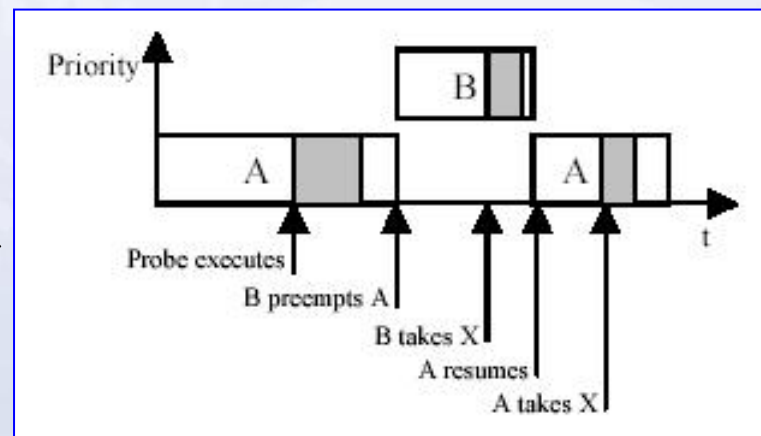 Priority
B
A
A
t
Probe executes
B preempts A
B takes X
A resumes
A takes X